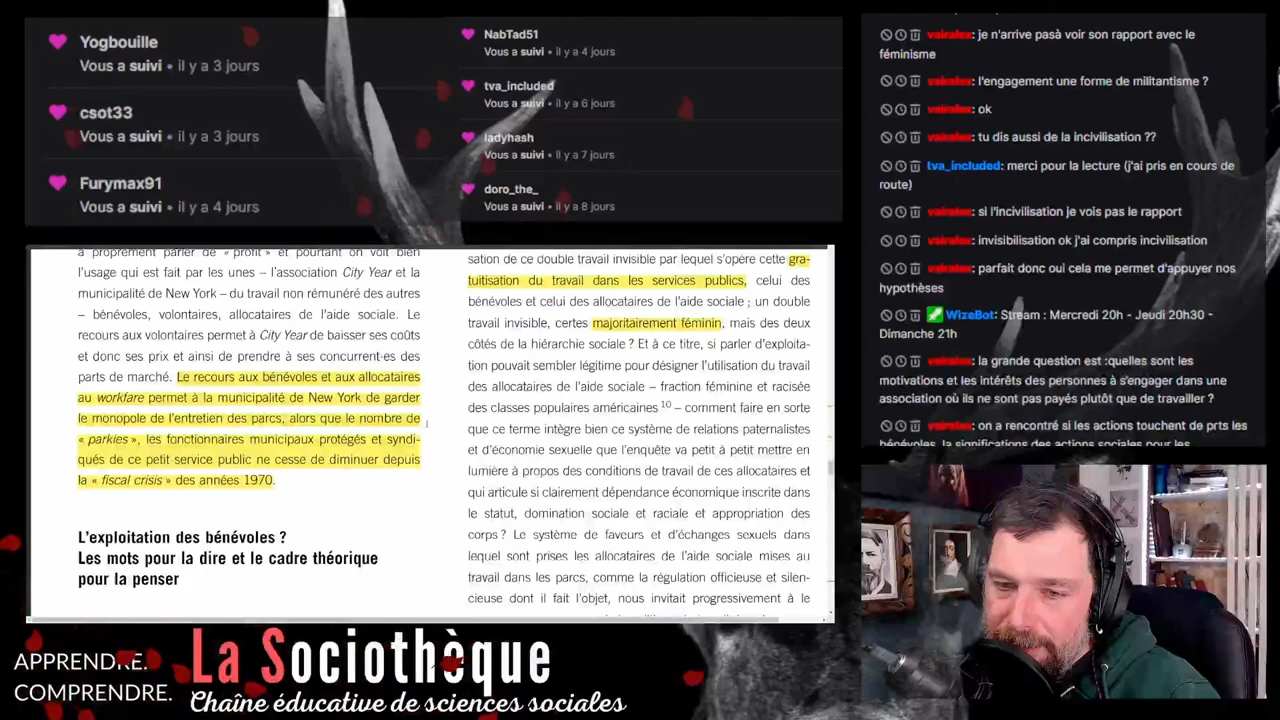 Yogbouille
Vous a suivi • il y a 3 jours
csot33
Vous a suivi • il y a 3 jours
Furymax91
Vous a suivi • il y a 4 jours
NabTad51
Vous a suivi • il y a 4 jours
tva_included
Vous a suivi • il y a 6 jours
ladyhash
Vous a suivi • il y a 7 jours
doro_the_
Vous a suivi • il y a 8 jours
à proprement parler de « profit » et pourtant on voit bien
l'usage qui est fait par les unes – l'association City Year et la
municipalité de New York – du travail non rémunéré des autres
– bénévoles, volontaires, allocataires de l'aide sociale. Le
recours aux volontaires permet à City Year de baisser ses coûts
et donc ses prix et ainsi de prendre à ses concurrent·es des
parts de marché. Le recours aux bénévoles et aux allocataires
au workfare permet à la municipalité de New York de garder
le monopole de l'entretien des parcs, alors que le nombre de
« parkies », les fonctionnaires municipaux protégés et syndi-
qués de ce petit service public ne cesse de diminuer depuis
la « fiscal crisis » des années 1970.
L'exploitation des bénévoles ?
Les mots pour la dire et le cadre théorique
pour la penser
sation de ce double travail invisible par lequel s'opère cette gra-
tuitisation du travail dans les services publics, celui des
bénévoles et celui des allocataires de l'aide sociale ; un double
travail invisible, certes majoritairement féminin, mais des deux
côtés de la hiérarchie sociale ? Et à ce titre, si parler d'exploita-
tion pouvait sembler légitime pour désigner l'utilisation du travail
des allocataires de l'aide sociale – fraction féminine et racisée
des classes populaires américaines 10 – comment faire en sorte
que ce terme intègre bien ce système de relations paternalistes
et d'économie sexuelle que l'enquête va petit à petit mettre en
lumière à propos des conditions de travail de ces allocataires et
qui articule si clairement dépendance économique inscrite dans
le statut, domination sociale et raciale et appropriation des
corps ? Le système de faveurs et d'échanges sexuels dans
lequel sont prises les allocataires de l'aide sociale mises au
travail dans les parcs, comme la régulation officieuse et silen-
cieuse dont il fait l'objet, nous invitait progressivement à le
je n'arrive pasà voir son rapport avec le
féminisme
l'engagement une forme de militantisme ?
ok
tu dis aussi de la incivilisation ??
tva_included: merci pour la lecture (j'ai pris en cours de
route)
si l'incivilisation je vois pas le rapport
invisibilisation ok j'ai compris incivilisation
parfait donc oui cela me permet d'appuyer nos
hypothèses
WizeBot: Stream : Mercredi 20h - Jeudi 20h30 -
Dimanche 21h
la grande question est :quelles sont les
motivations et les intérêts des personnes à s'engager dans une
association où ils ne sont pas payés plutôt que de travailler ?
on a rencontré si les actions touchent de prts les
bénévoles, la significations des actions sociales pour les
APPRENDRE.
COMPRENDRE.
La Sociothèque
Chaîne éducative de sciences sociales